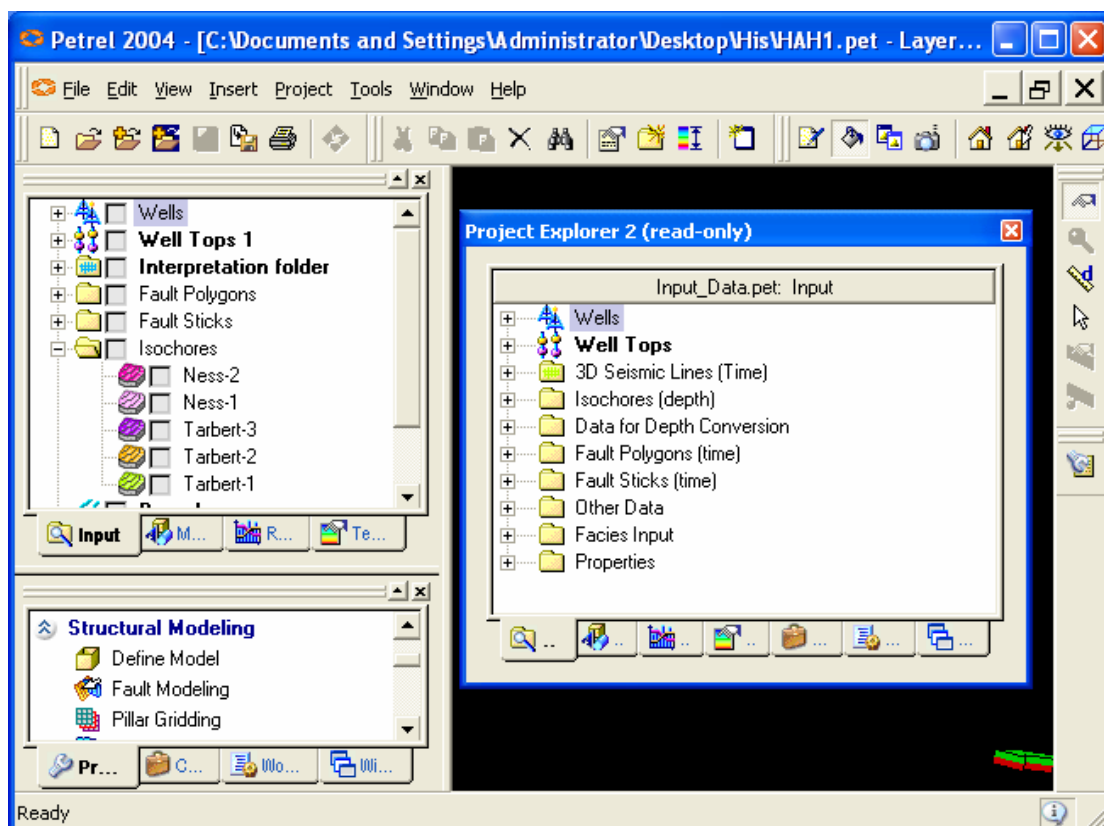 Petrel 2004 - [C:\Documents and Settings\Administrator\Desktop\His\HAH1.pet - Layer...
File Edit View Insert Project Tools Window Help
Wells
Well Tops 1
Interpretation folder
Fault Polygons
Fault Sticks
Isochores
Ness-2
Ness-1
Tarbert-3
Tarbert-2
Tarbert-1
Input M... R... Te...
Structural Modeling
Define Model
Fault Modeling
Pillar Gridding
Pr... C... Wo... Wi...
Project Explorer 2 (read-only)
Input_Data.pet: Input
Wells
Well Tops
3D Seismic Lines (Time)
Isochores (depth)
Data for Depth Conversion
Fault Polygons (time)
Fault Sticks (time)
Other Data
Facies Input
Properties
.. .. .. .. ... ... ...
Ready